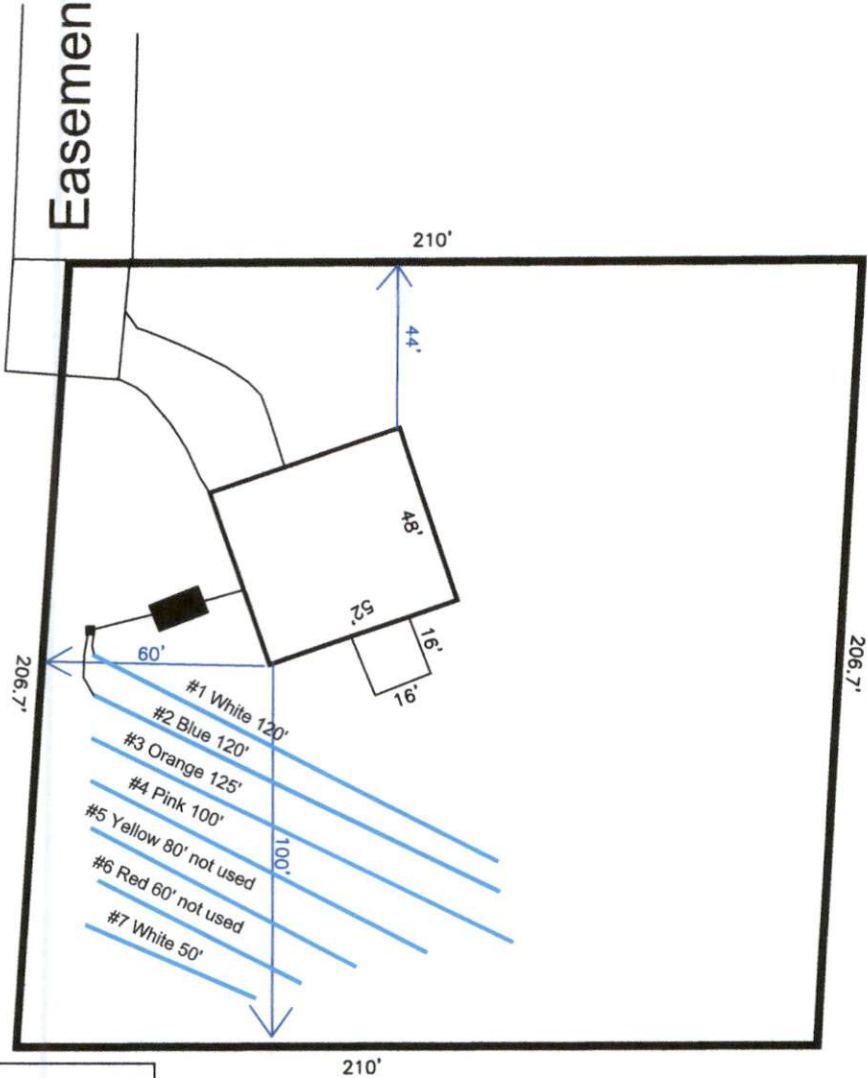 Easemen
210'
44'
48'
52'
16'
16'
60'
206.7'
206.7'
#1 White 120'
#2 Blue 120'
#3 Orange 125'
#4 Pink 100'
#5 Yellow 80' not used
#6 Red 60' not used
#7 White 50'
100'
210'